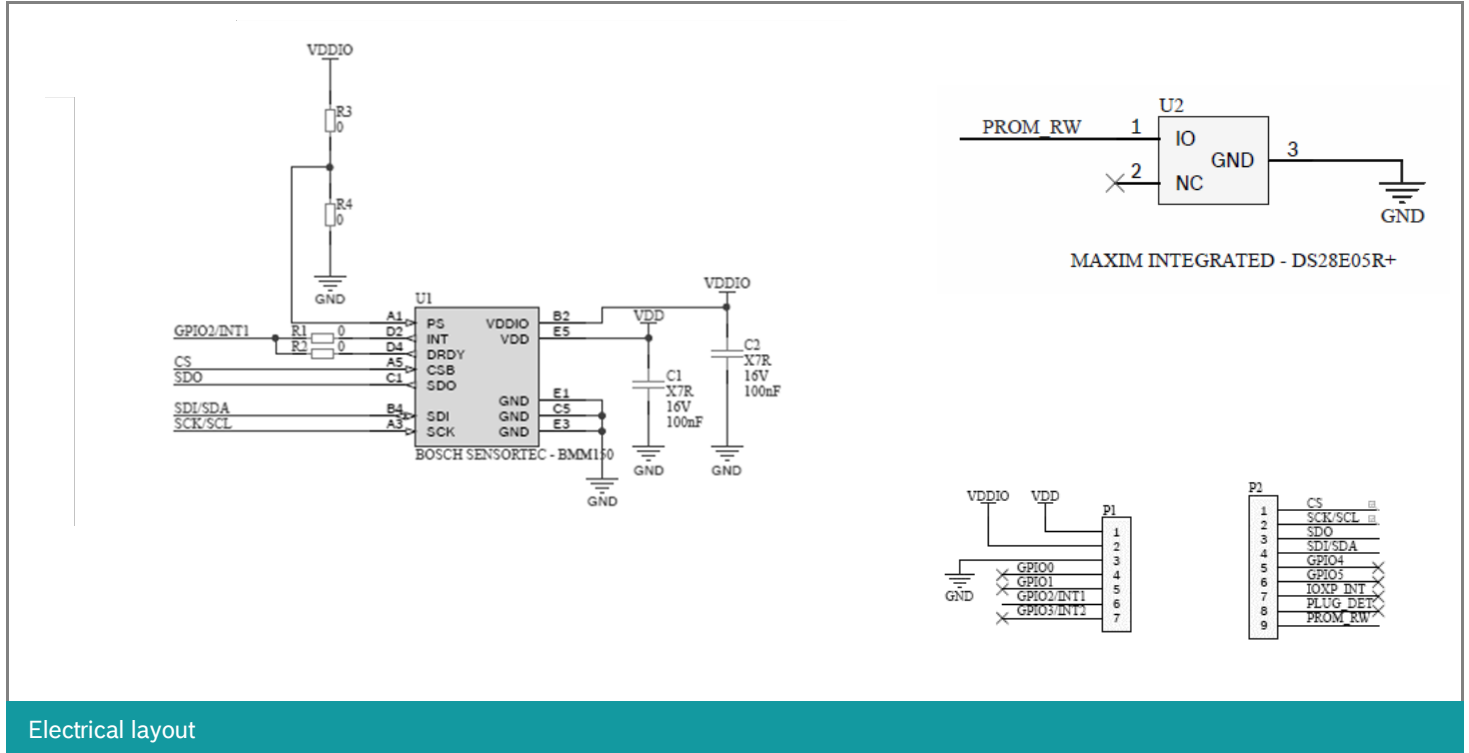 VDDIO
R3
0
R4
0
GND
U1
GPIO2/INT1
R1 0
R2 0
CS
SDO
SDI/SDA
SCK/SCL
A1 PS
D2 INT
D4 DRDY
A5 CSB
C1 SDO
B4 SDI
A3 SCK
VDDIO B2
VDD E5
GND E1
GND C5
GND E3
BOSCH SENSORTEC - BMM150
GND
VDD
C1
X7R
16V
100nF
GND
VDDIO
C2
X7R
16V
100nF
GND
U2
PROM_RW 1 IO
2 NC
GND 3
GND
MAXIM INTEGRATED - DS28E05R+
VDDIO VDD
P1
1
2
3
GND
GPIO0 4
GPIO1 5
GPIO2/INT1 6
GPIO3/INT2 7
P2
1 CS
2 SCK/SCL
3 SDO
4 SDI/SDA
5 GPIO4
6 GPIO5
7 IOXP_INT
8 PLUG_DET
9 PROM_RW
Electrical layout